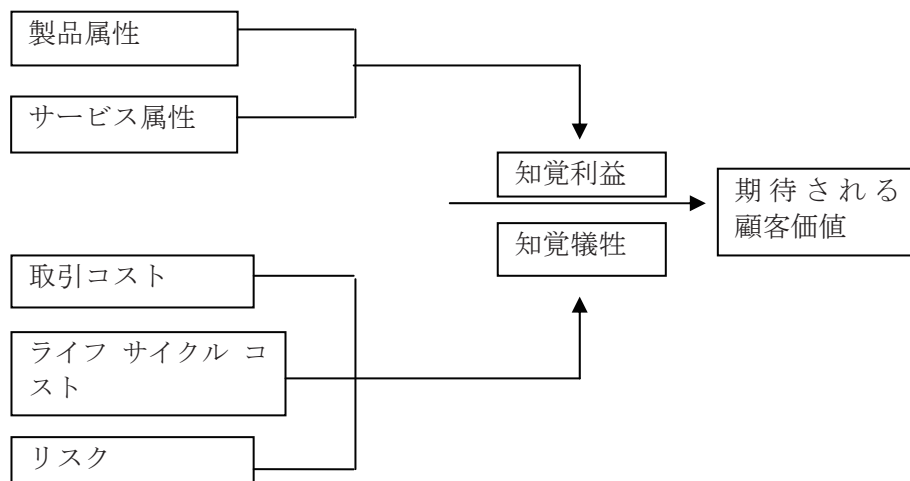 製品属性
サービス属性
知覚利益
期待される
顧客価値
知覚犠牲
取引コスト
ライフ サイクル コ
スト
リスク